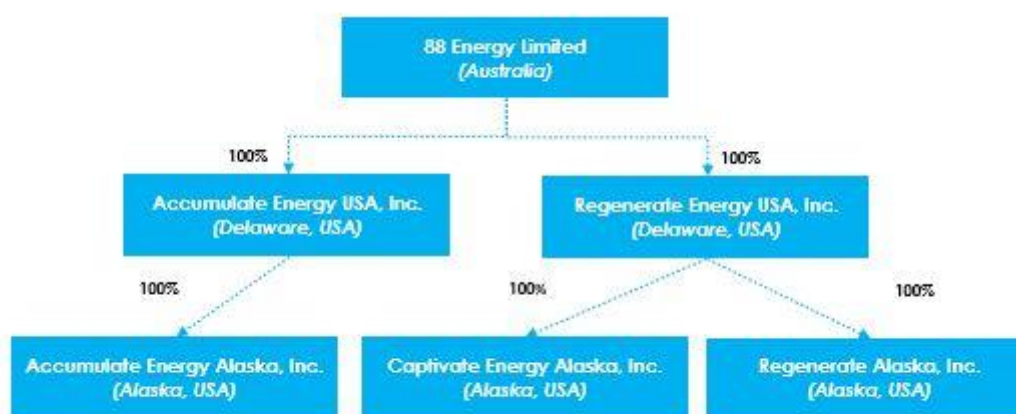 88 Energy Limited
(Australia)
100%
100%
Accumulate Energy USA, Inc.
(Delaware, USA)
Regenerate Energy USA, Inc.
(Delaware, USA)
100%
100%
100%
Accumulate Energy Alaska, Inc.
(Alaska, USA)
Captivate Energy Alaska, Inc.
(Alaska, USA)
Regenerate Alaska, Inc.
(Alaska, USA)